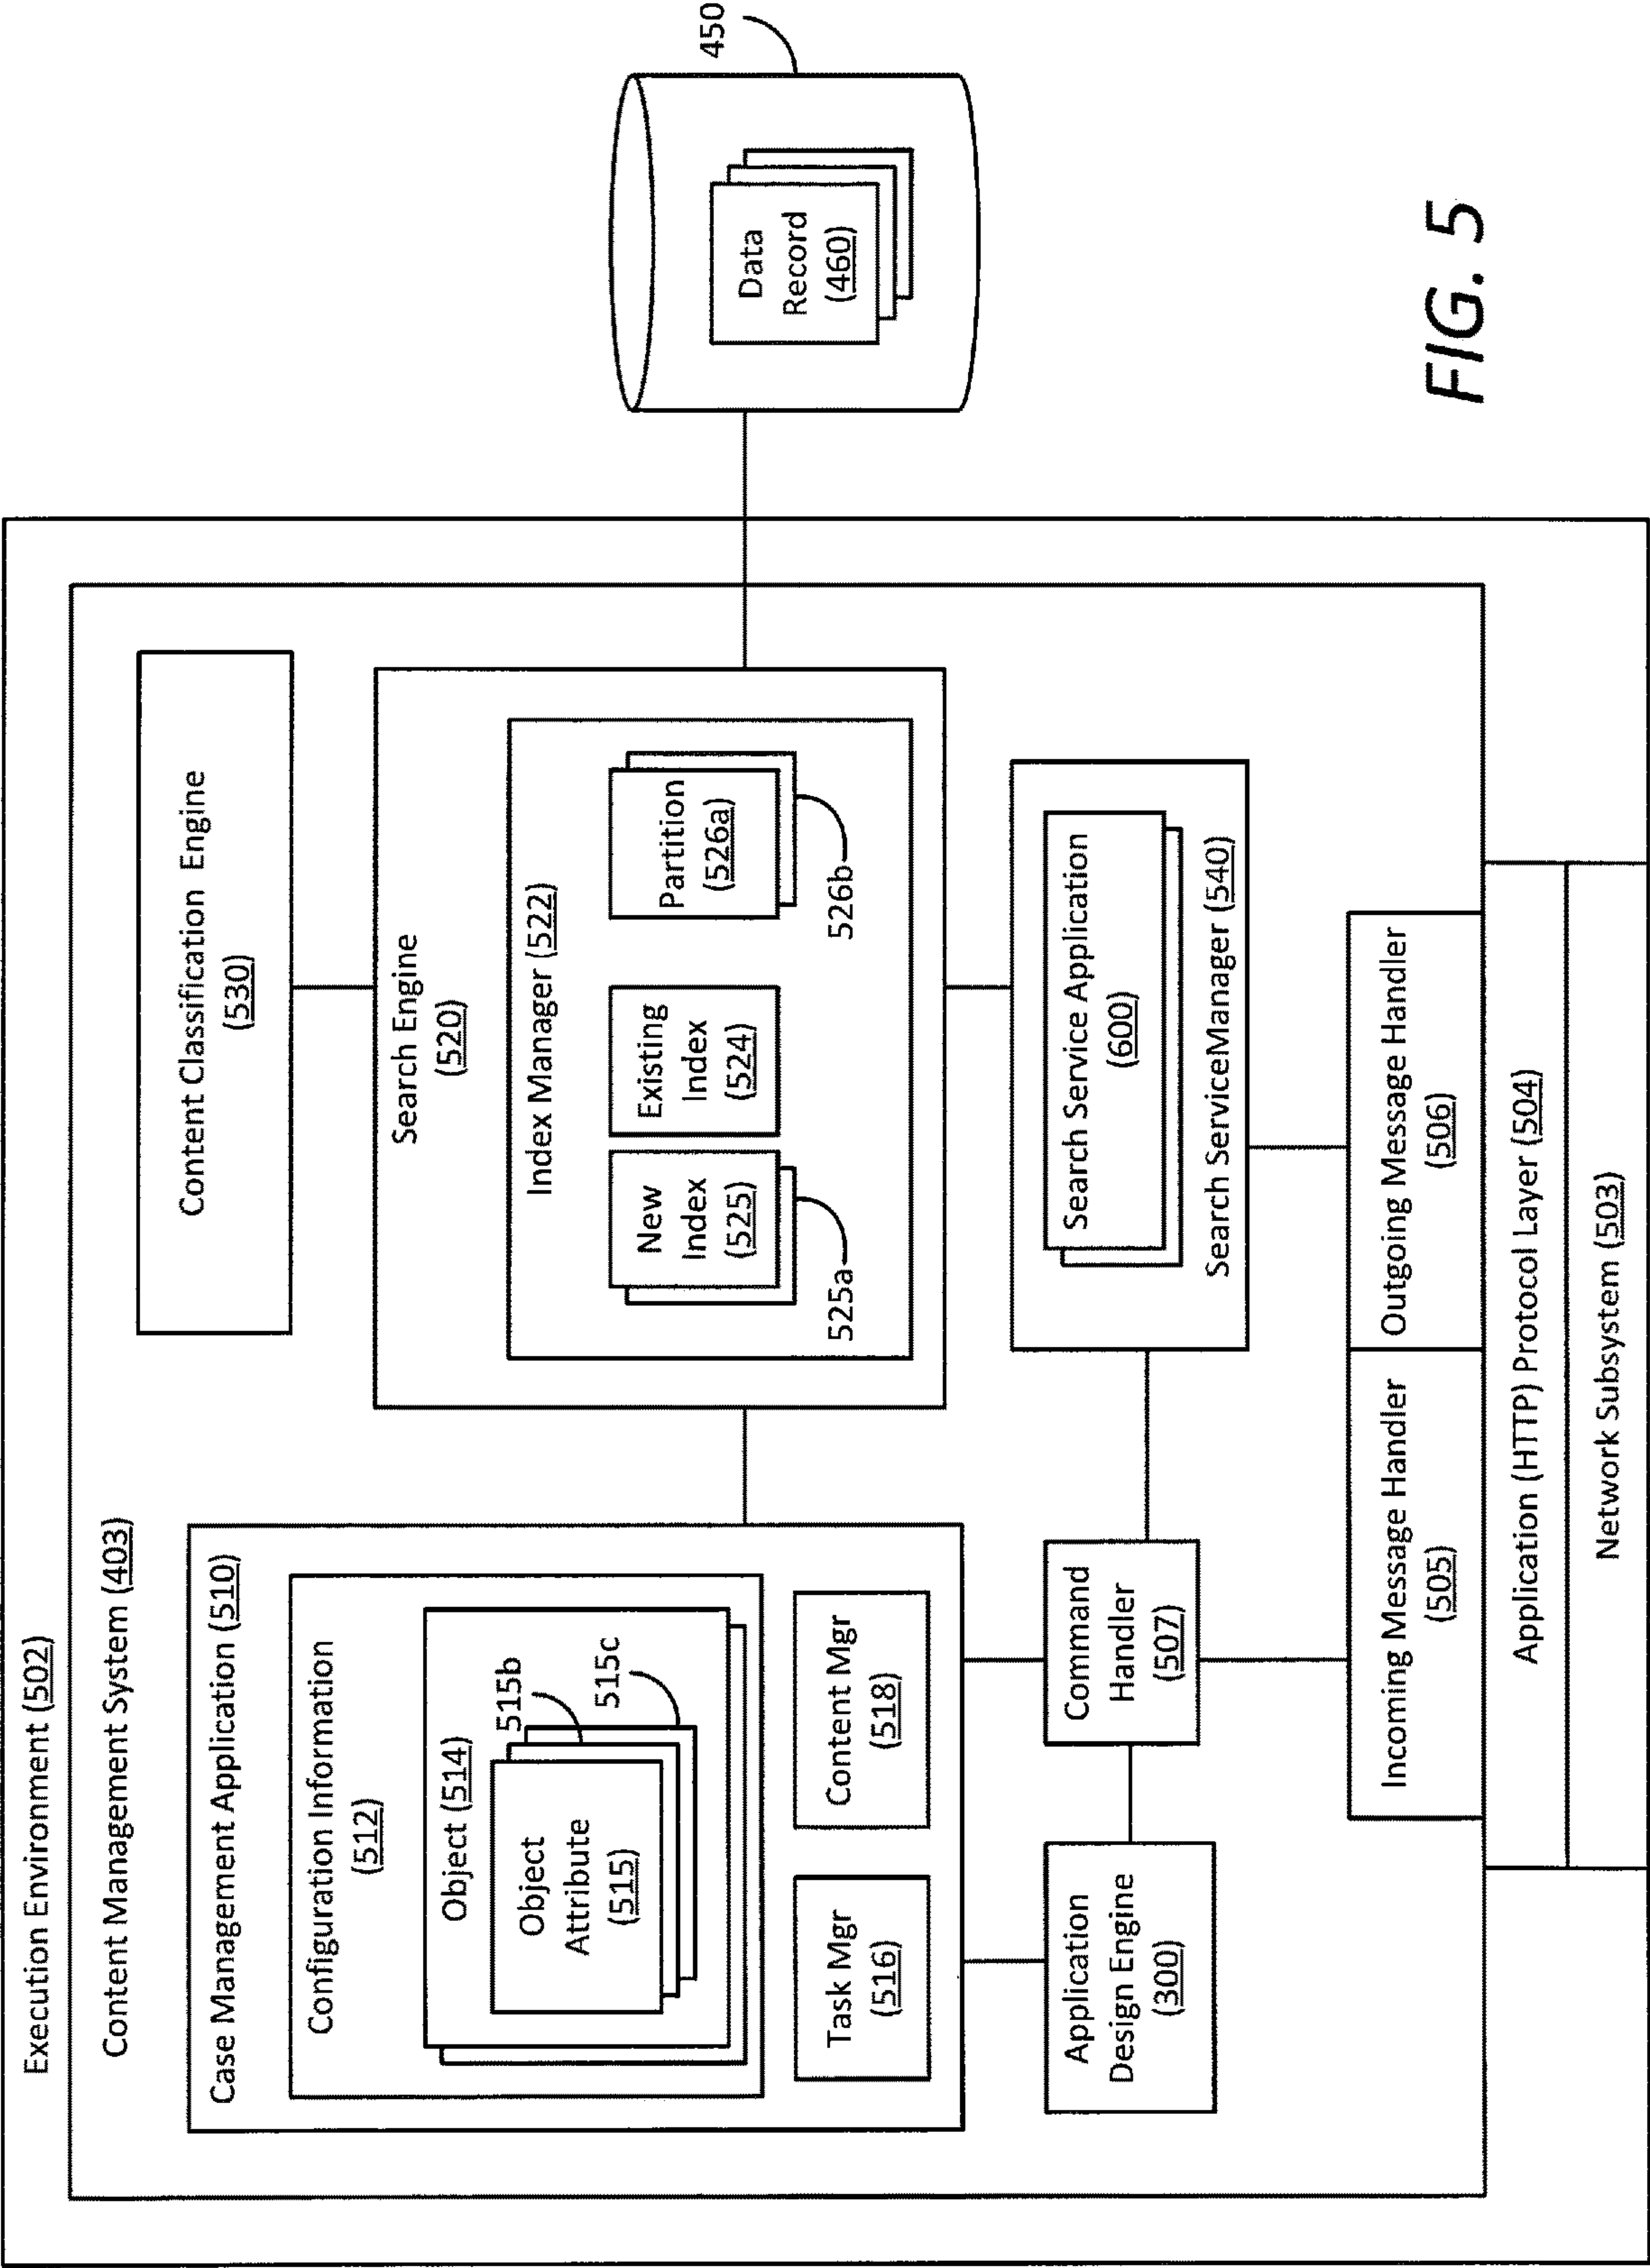 Execution Environment (502)
Content Management System (403)
Case Management Application (510)
Configuration Information
(512)
Object (514)
Object
Attribute
(515)
515b
515c
Task Mgr
(516)
Content Mgr
(518)
Application
Design Engine
(300)
Command
Handler
(507)
Content Classification Engine
(530)
Search Engine
(520)
Index Manager (522)
New
Index
(525)
525a
Existing
Index
(524)
Partition
(526a)
526b
Search Service Application
(600)
Search ServiceManager (540)
Incoming Message Handler
(505)
Outgoing Message Handler
(506)
Application (HTTP) Protocol Layer (504)
Network Subsystem (503)
450
Data
Record
(460)
FIG. 5